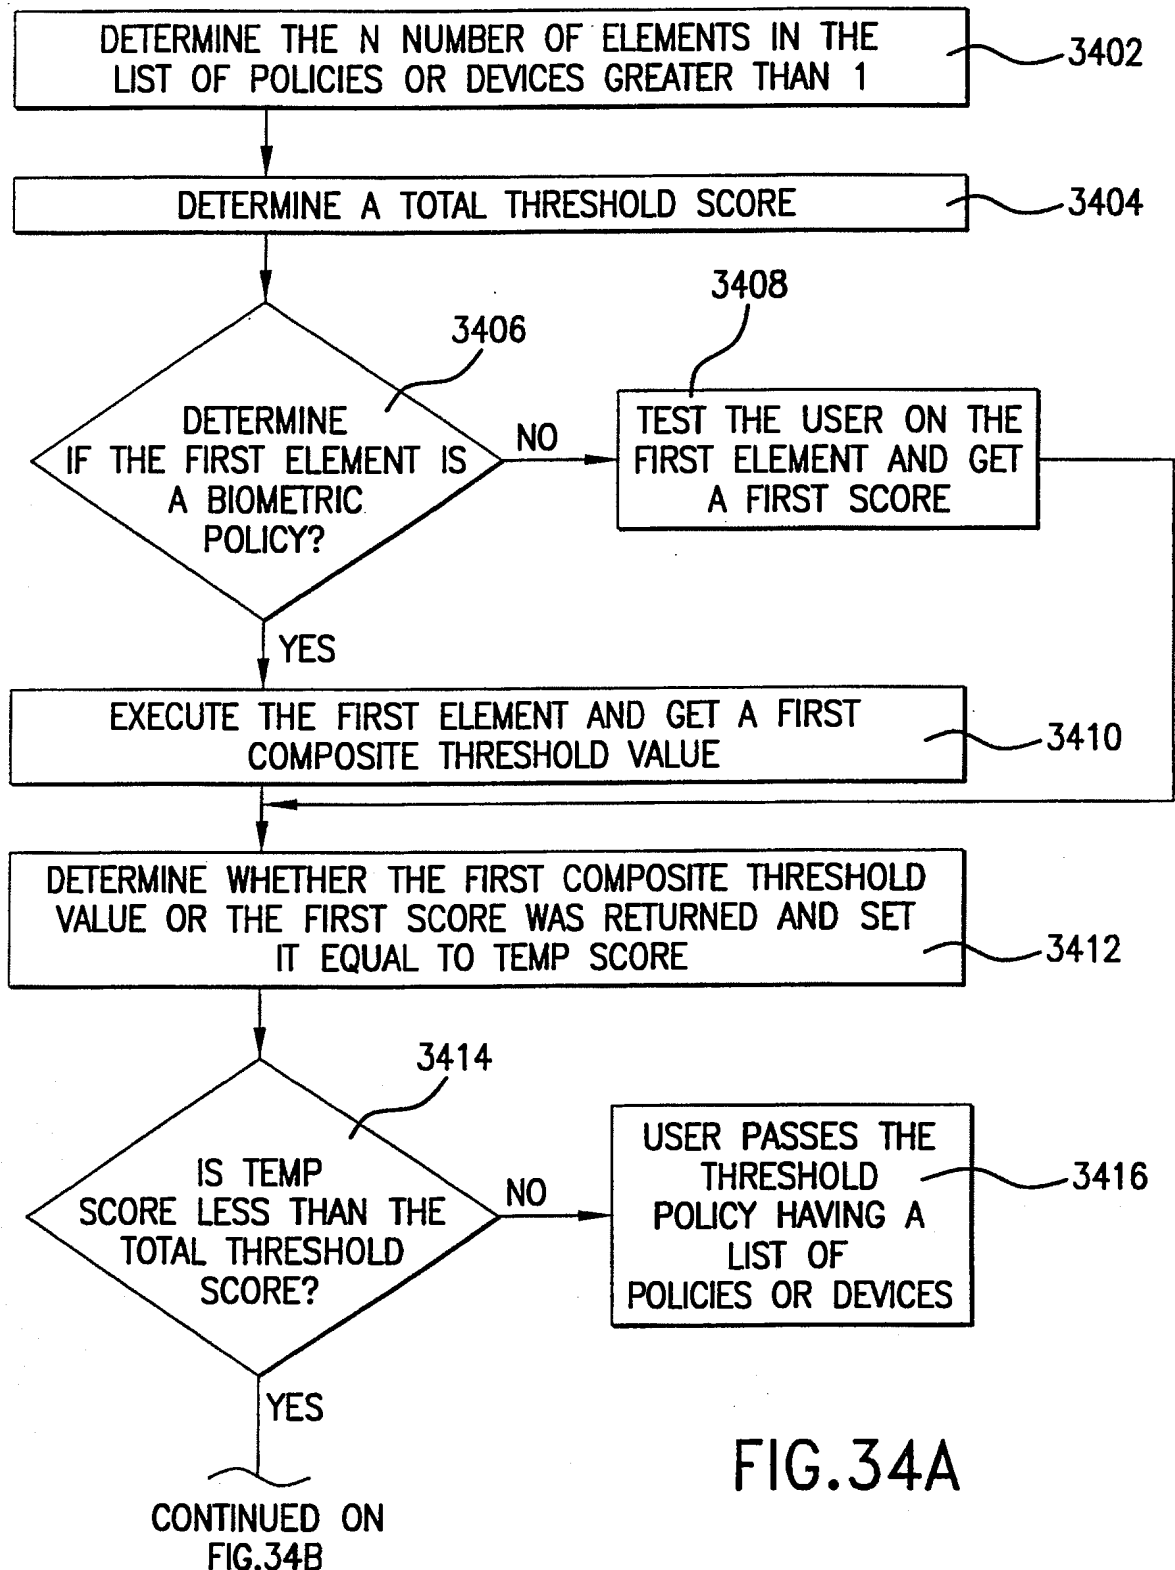 DETERMINE THE N NUMBER OF ELEMENTS IN THE
LIST OF POLICIES OR DEVICES GREATER THAN 1
3402
DETERMINE A TOTAL THRESHOLD SCORE
3404
3406
DETERMINE
IF THE FIRST ELEMENT IS
A BIOMETRIC
POLICY?
NO
3408
TEST THE USER ON THE
FIRST ELEMENT AND GET
A FIRST SCORE
YES
EXECUTE THE FIRST ELEMENT AND GET A FIRST
COMPOSITE THRESHOLD VALUE
3410
DETERMINE WHETHER THE FIRST COMPOSITE THRESHOLD
VALUE OR THE FIRST SCORE WAS RETURNED AND SET
IT EQUAL TO TEMP SCORE
3412
3414
IS TEMP
SCORE LESS THAN THE
TOTAL THRESHOLD
SCORE?
NO
USER PASSES THE
THRESHOLD
POLICY HAVING A
LIST OF
POLICIES OR DEVICES
3416
YES
CONTINUED ON
FIG.34B
FIG.34A